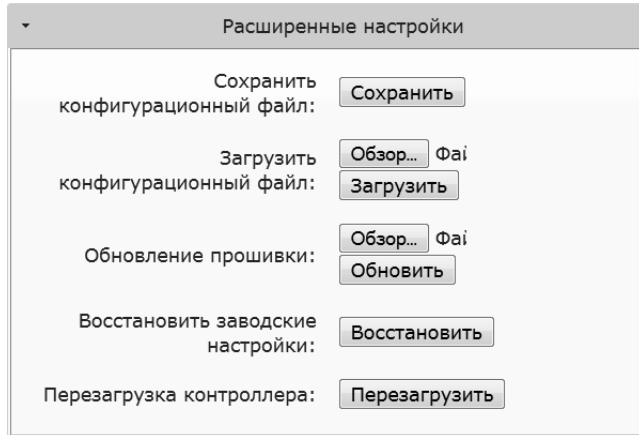 Расширенные настройки
Сохранить
конфигурационный файл:
Сохранить
Загрузить
конфигурационный файл:
Обзор...
Загрузить
Обновление прошивки:
Обзор...
Обновить
Восстановить заводские
настройки:
Восстановить
Перезагрузка контроллера:
Перезагрузить